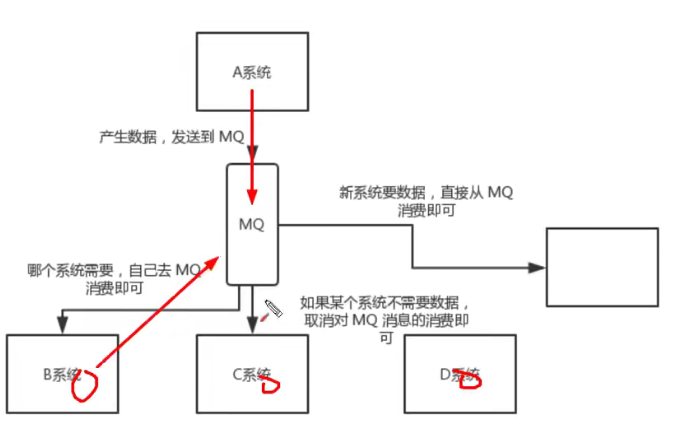 A系统
产生数据，发送到 MQ
MQ
新系统要数据，直接从 MQ
消费即可
哪个系统需要，自己去 MQ
消费即可
如果某个系统不需要数据，
取消对 MQ 消息的消费即
可
B系统
C系统
D系统